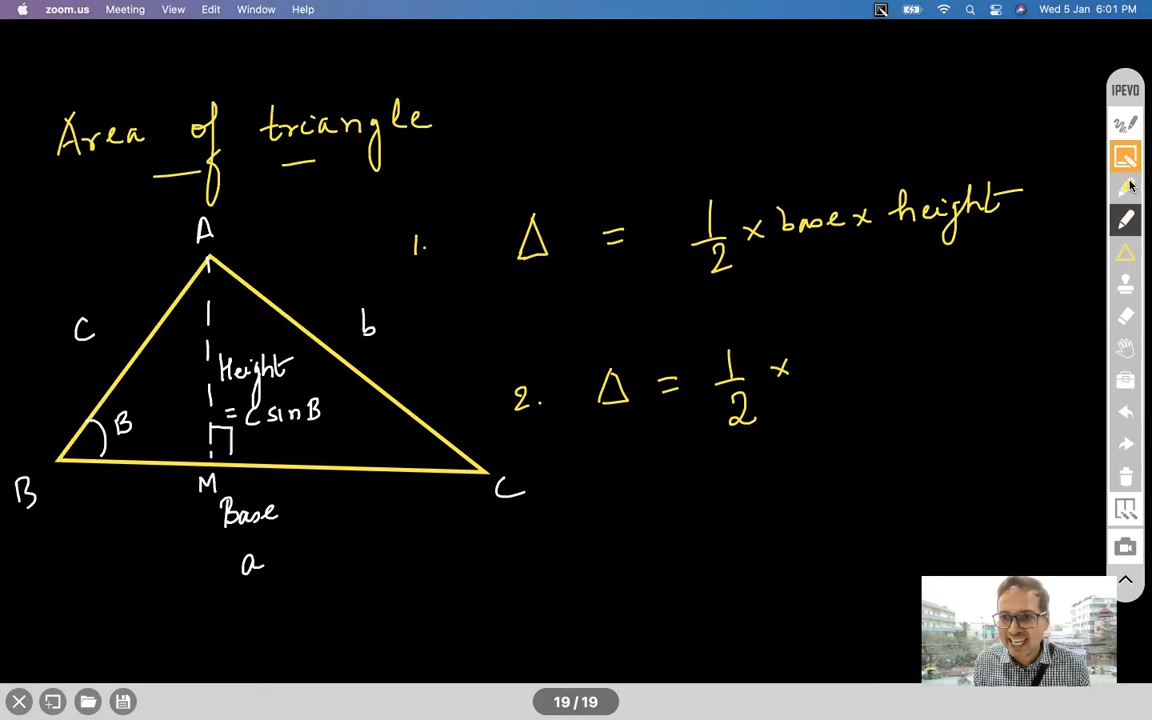 zoom.us Meeting View Edit Window Help Wed 5 Jan 6:01 PM
IPEVO
Area of triangle
A
1. Δ = 1/2 × base × height
c
b
Height
= c sin B
2. Δ = 1/2 ×
B
B
M
C
Base
a
19 / 19